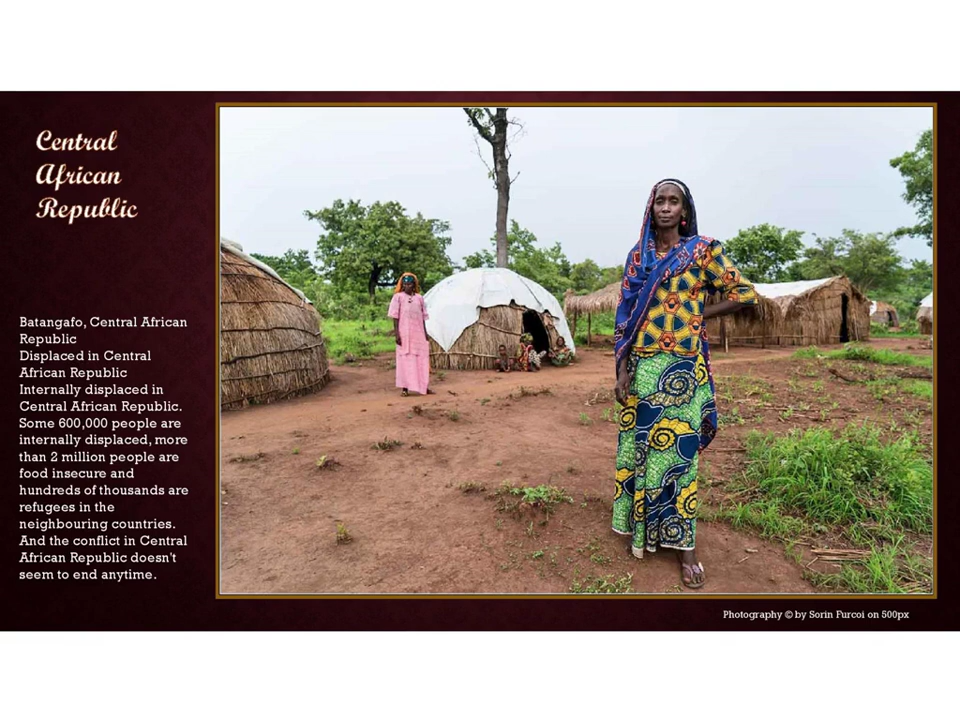 Central
African
Republic
Batangafo, Central African
Republic
Displaced in Central
African Republic
Internally displaced in
Central African Republic.
Some 600,000 people are
internally displaced, more
than 2 million people are
food insecure and
hundreds of thousands are
refugees in the
neighbouring countries.
And the conflict in Central
African Republic doesn't
seem to end anytime.
Photography © by Sorin Furcoi on 500px